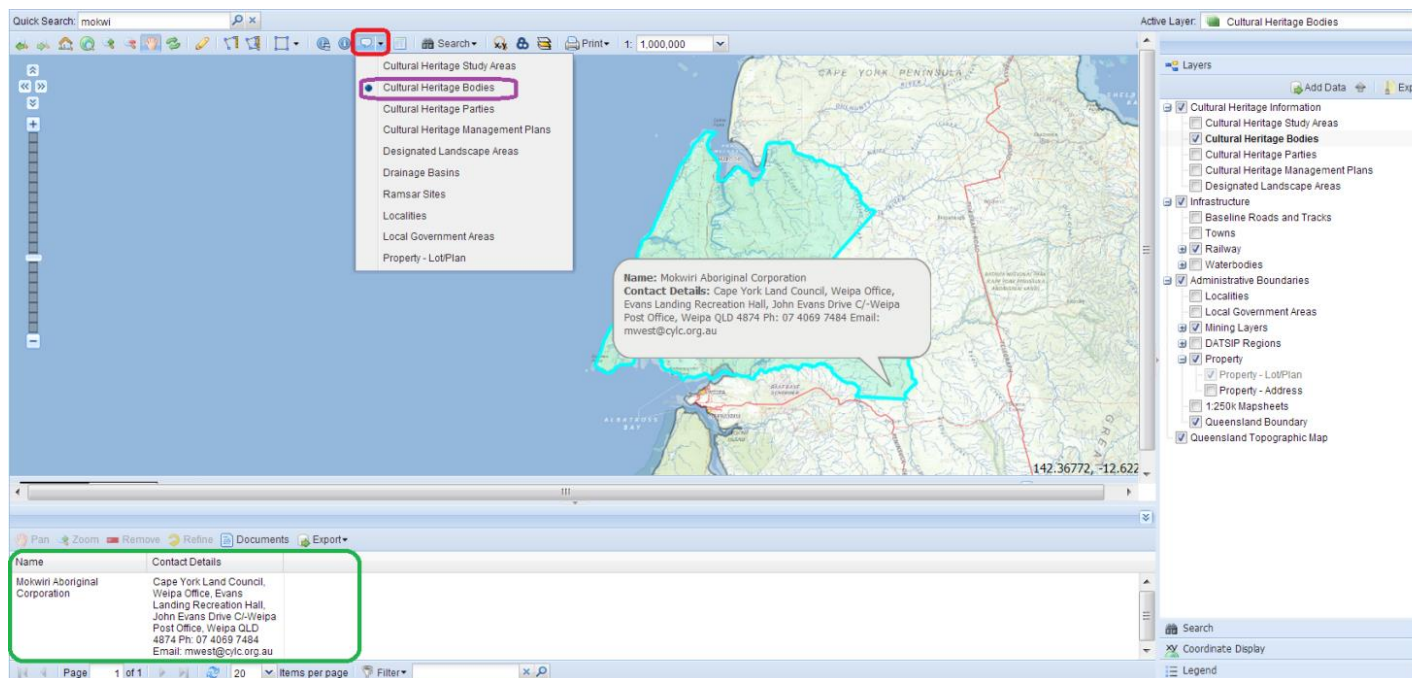 Quick Search: mokwi
Active Layer: Cultural Heritage Bodies
Search
Print
1: 1,000,000
Cultural Heritage Study Areas
Cultural Heritage Bodies
Cultural Heritage Parties
Cultural Heritage Management Plans
Designated Landscape Areas
Drainage Basins
Ramsar Sites
Localities
Local Government Areas
Property - Lot/Plan
CAPE YORK PENINSULA
Name: Mokwiri Aboriginal Corporation
Contact Details: Cape York Land Council, Weipa Office,
Evans Landing Recreation Hall, John Evans Drive C/-Weipa
Post Office, Weipa QLD 4874 Ph: 07 4069 7484 Email:
mwest@cylc.org.au
ALBATROSS
BAY
142.36772, -12.622
Layers
Add Data
Exp
Cultural Heritage Information
Cultural Heritage Study Areas
Cultural Heritage Bodies
Cultural Heritage Parties
Cultural Heritage Management Plans
Designated Landscape Areas
Infrastructure
Baseline Roads and Tracks
Towns
Railway
Waterbodies
Administrative Boundaries
Localities
Local Government Areas
Mining Layers
DATSIP Regions
Property
Property - Lot/Plan
Property - Address
1:250k Mapsheets
Queensland Boundary
Queensland Topographic Map
Pan Zoom Remove Refine Documents Export
Name Contact Details
Mokwiri Aboriginal
Corporation
Cape York Land Council,
Weipa Office, Evans
Landing Recreation Hall,
John Evans Drive C/-Weipa
Post Office, Weipa QLD
4874 Ph: 07 4069 7484
Email: mwest@cylc.org.au
Page 1 of 1 20 Items per page Filter
Search
Coordinate Display
Legend